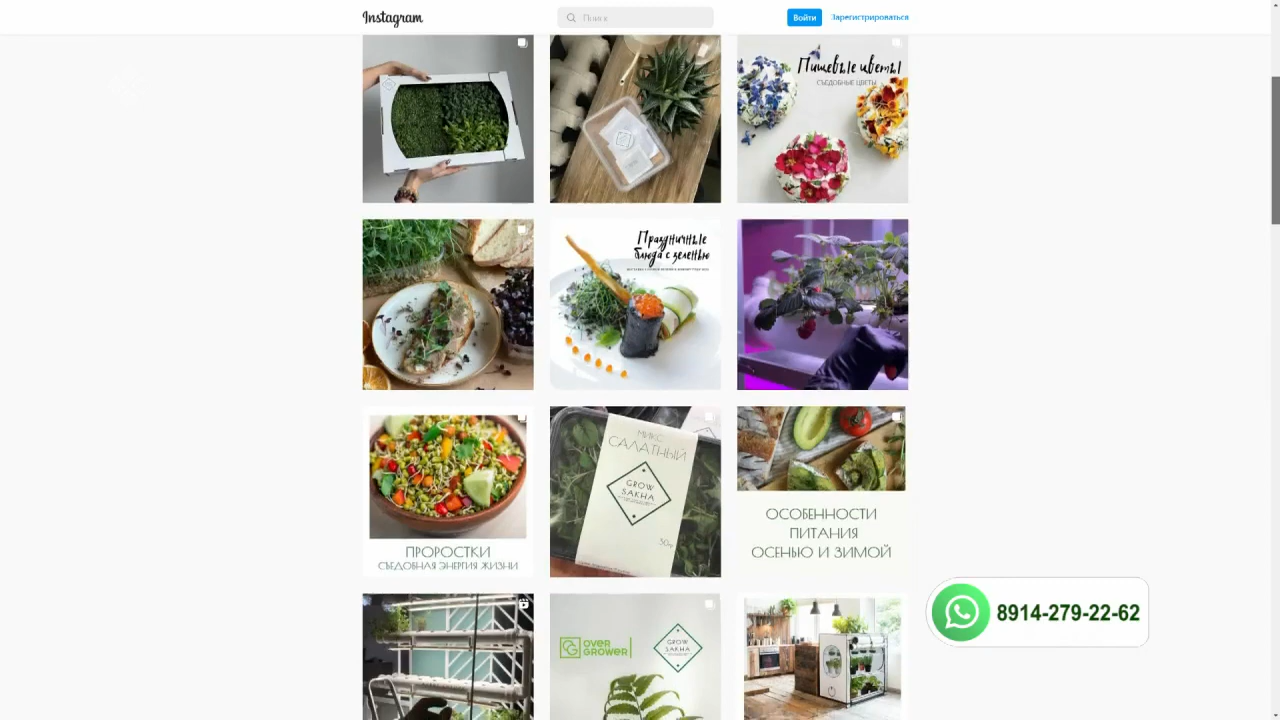 Instagram
Поиск
Войти
Зарегистрироваться
Пищевые цветы
СЪЕДОБНЫЕ ЦВЕТЫ
Праздничные
блюда с зеленью
МИКС
САЛАТНЫЙ
GROW
SAKHA
50гр
ПРОРОСТКИ
СЪЕДОБНАЯ ЭНЕРГИЯ ЖИЗНИ
ОСОБЕННОСТИ
ПИТАНИЯ
ОСЕНЬЮ И ЗИМОЙ
8914-279-22-62
OVER
GROWER
GROW
SAKHA